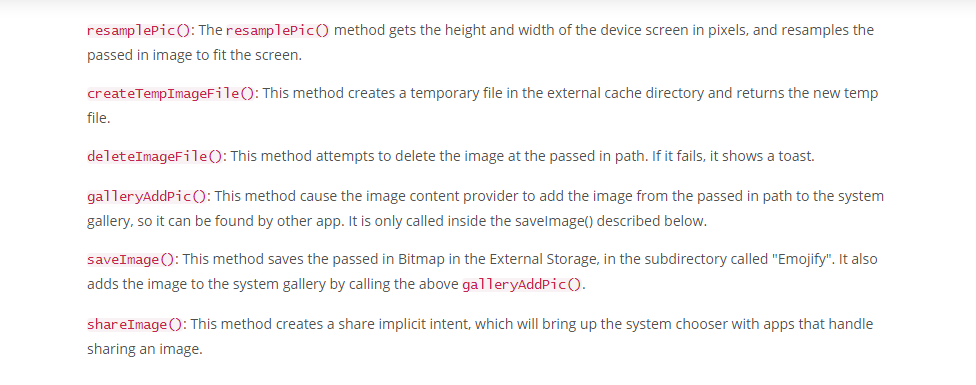 resamplePic(): The resamplePic() method gets the height and width of the device screen in pixels, and resamples the
passed in image to fit the screen.
createTempImageFile(): This method creates a temporary file in the external cache directory and returns the new temp
file.
deleteImageFile(): This method attempts to delete the image at the passed in path. If it fails, it shows a toast.
galleryAddPic(): This method cause the image content provider to add the image from the passed in path to the system
gallery, so it can be found by other app. It is only called inside the saveImage() described below.
saveImage(): This method saves the passed in Bitmap in the External Storage, in the subdirectory called "Emojify". It also
adds the image to the system gallery by calling the above galleryAddPic().
shareImage(): This method creates a share implicit intent, which will bring up the system chooser with apps that handle
sharing an image.